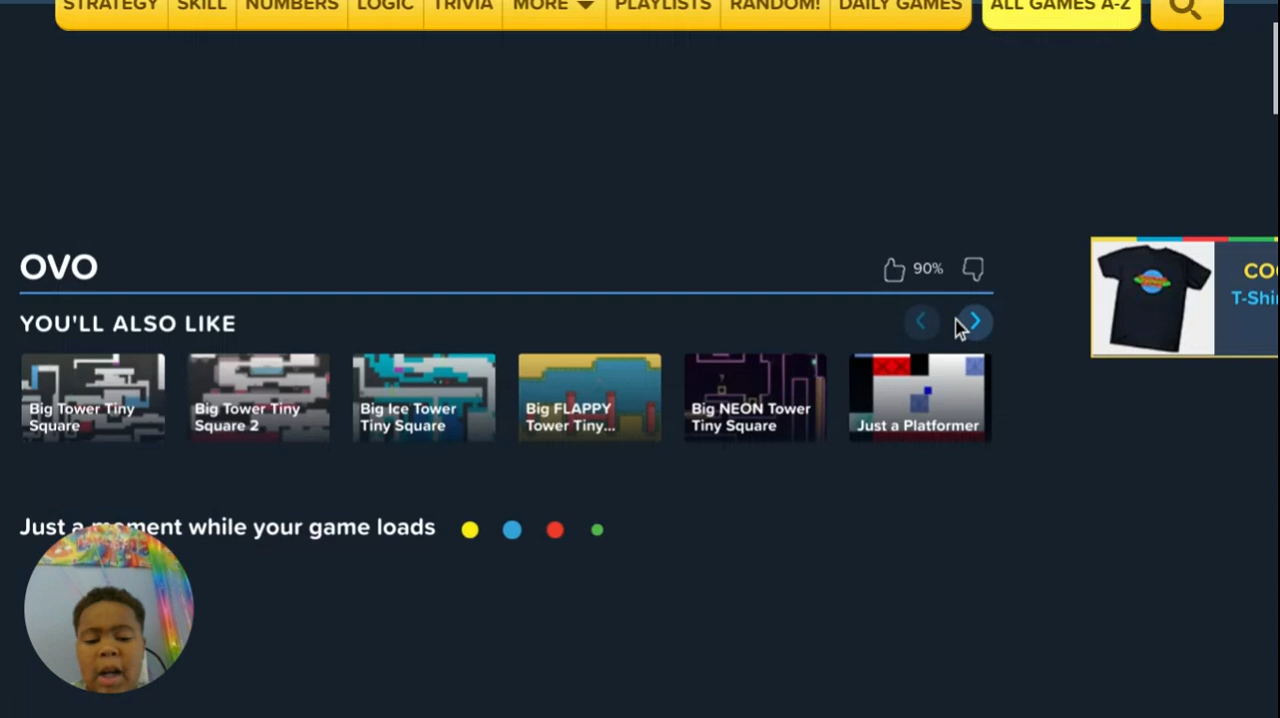 STRATEGY SKILL NUMBERS LOGIC TRIVIA MORE PLAYLISTS RANDOM! DAILY GAMES ALL GAMES A-Z
OVO
90%
YOU'LL ALSO LIKE
Big Tower Tiny
Square
Big Tower Tiny
Square 2
Big Ice Tower
Tiny Square
Big FLAPPY
Tower Tiny...
Big NEON Tower
Tiny Square
Just a Platformer
T-Shi
Just a moment while your game loads